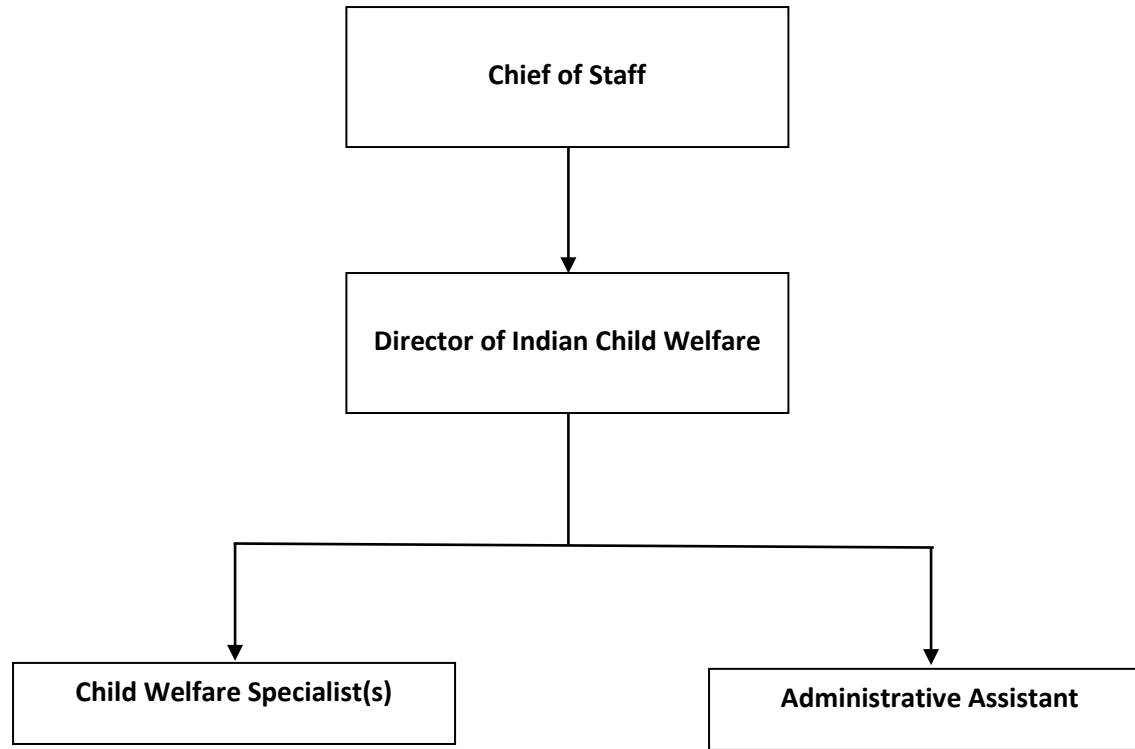 Chief of Staff
Director of Indian Child Welfare
Child Welfare Specialist(s)
Administrative Assistant